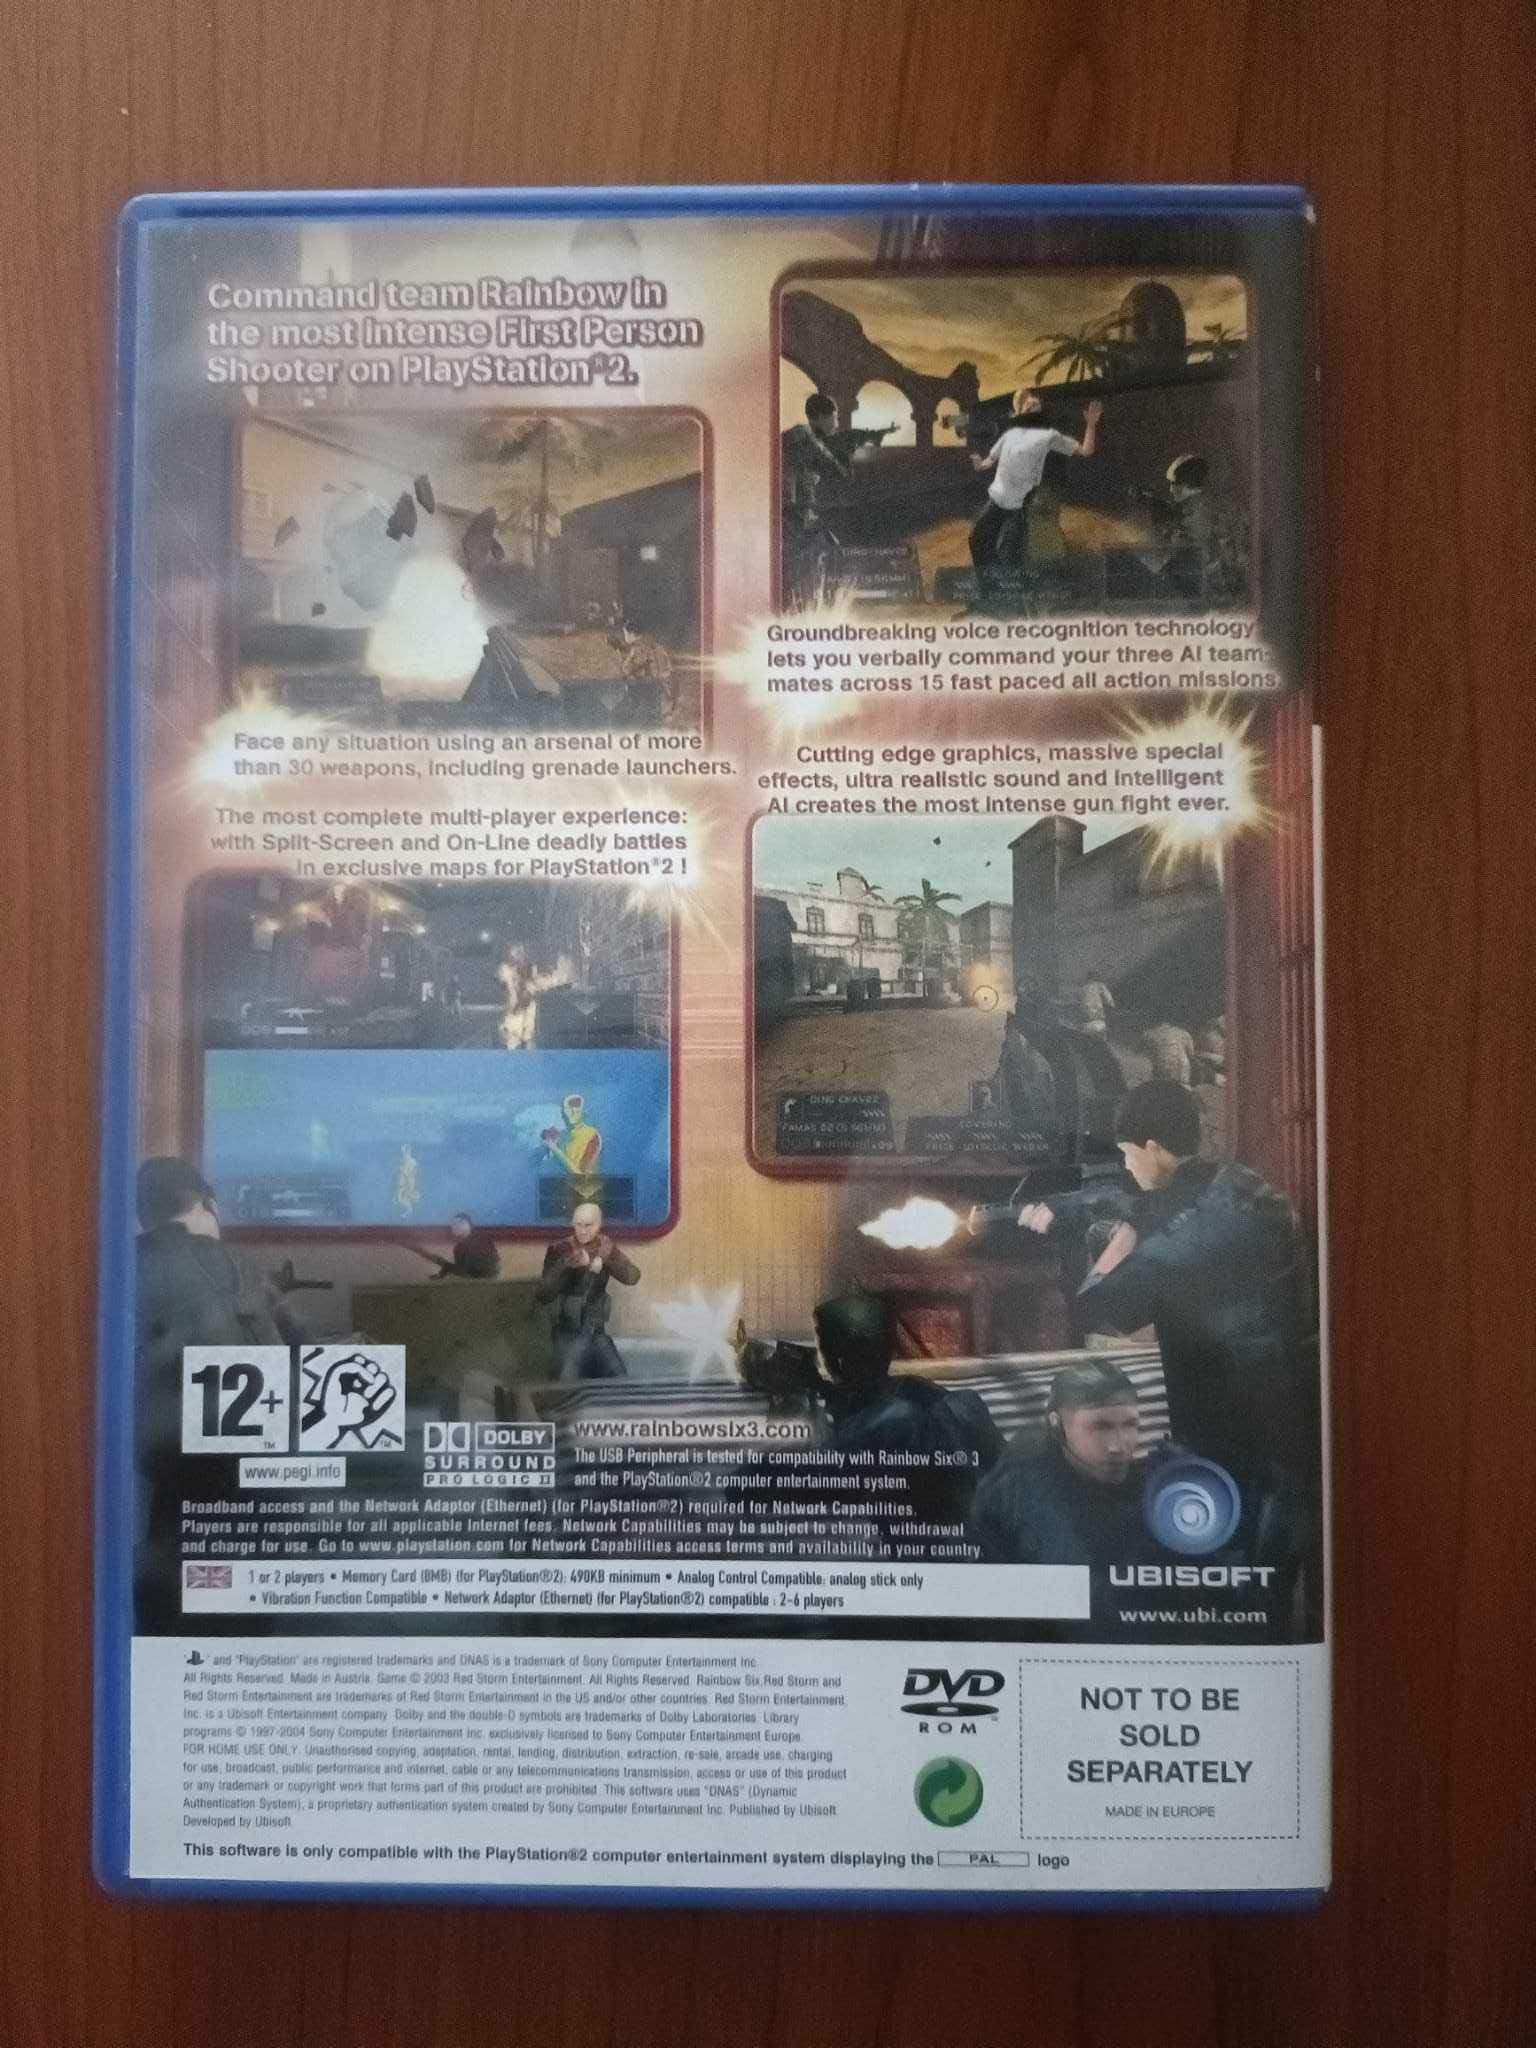 Command team Rainbow in
the most intense First Person
Shooter on PlayStation®2.
Groundbreaking voice recognition technology
lets you verbally command your three AI team-
mates across 15 fast paced all action missions.
Face any situation using an arsenal of more
than 30 weapons, including grenade launchers.
Cutting edge graphics, massive special
effects, ultra realistic sound and intelligent
AI creates the most intense gun fight ever.
The most complete multi-player experience:
with Split-Screen and On-Line deadly battles
in exclusive maps for PlayStation®2 !
DING CHAVEZ
FOLLOWING
DING CHAVEZ
FAMAS G2 (5.56MM)
COVERING
PRICE LOISELLE WEBER
12+
TM
TM
www.pegi.info
DOLBY
SURROUND
PRO LOGIC II
www.rainbowsix3.com
The USB Peripheral is tested for compatibility with Rainbow Six® 3
and the PlayStation®2 computer entertainment system.
Broadband access and the Network Adaptor (Ethernet) (for PlayStation®2) required for Network Capabilities.
Players are responsible for all applicable Internet fees. Network Capabilities may be subject to change, withdrawal
and charge for use. Go to www.playstation.com for Network Capabilities access terms and availability in your country.
1 or 2 players • Memory Card (8MB) (for PlayStation®2): 490KB minimum • Analog Control Compatible: analog stick only
• Vibration Function Compatible • Network Adaptor (Ethernet) (for PlayStation®2) compatible : 2-6 players
UBISOFT
www.ubi.com
" " and "PlayStation" are registered trademarks and DNAS is a trademark of Sony Computer Entertainment Inc.
All Rights Reserved. Made in Austria. Game © 2003 Red Storm Entertainment. All Rights Reserved. Rainbow Six,Red Storm and
Red Storm Entertainment are trademarks of Red Storm Entertainment in the US and/or other countries. Red Storm Entertainment,
Inc. is a Ubisoft Entertainment company. Dolby and the double-D symbols are trademarks of Dolby Laboratories. Library
programs © 1997-2004 Sony Computer Entertainment Inc. exclusively licensed to Sony Computer Entertainment Europe.
FOR HOME USE ONLY. Unauthorised copying, adaptation, rental, lending, distribution, extraction, re-sale, arcade use, charging
for use, broadcast, public performance and internet, cable or any telecommunications transmission, access or use of this product
or any trademark or copyright work that forms part of this product are prohibited. This software uses "DNAS" (Dynamic
Authentication System), a proprietary authentication system created by Sony Computer Entertainment Inc. Published by Ubisoft.
Developed by Ubisoft.
DVD
ROM
NOT TO BE
SOLD
SEPARATELY
MADE IN EUROPE
This software is only compatible with the PlayStation®2 computer entertainment system displaying the PAL logo